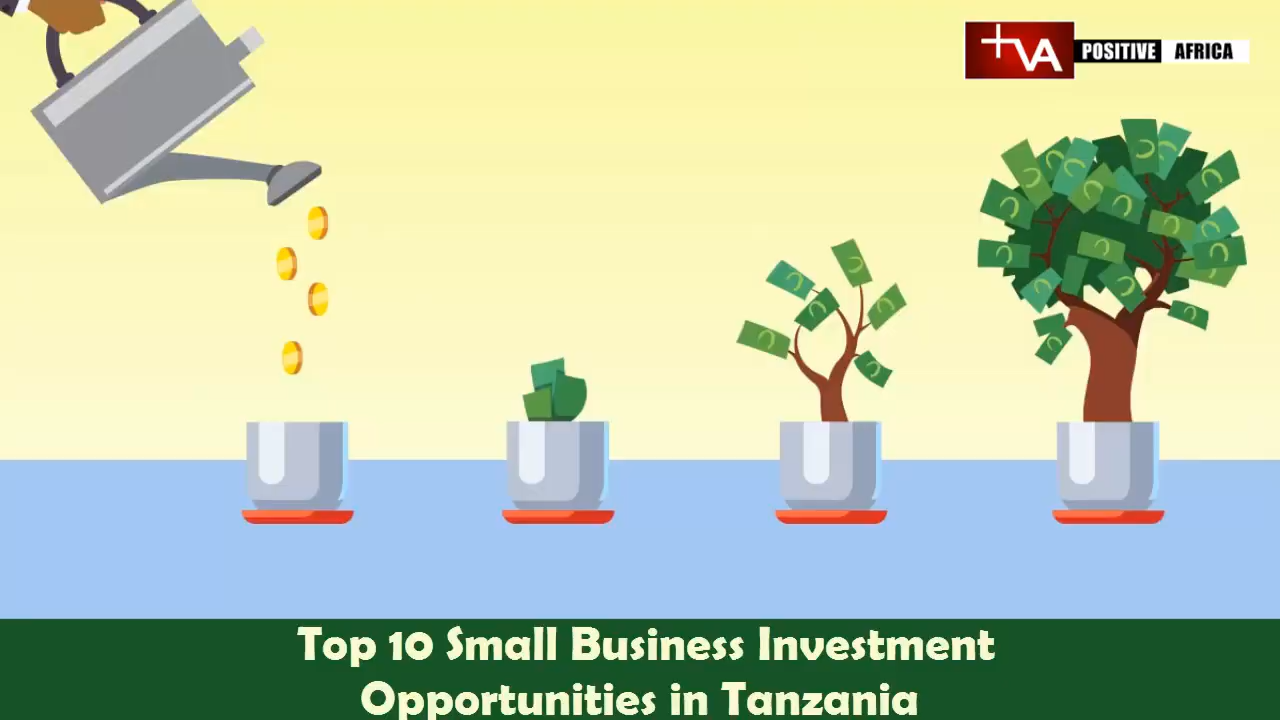 +VA POSITIVE AFRICA
Top 10 Small Business Investment
Opportunities in Tanzania